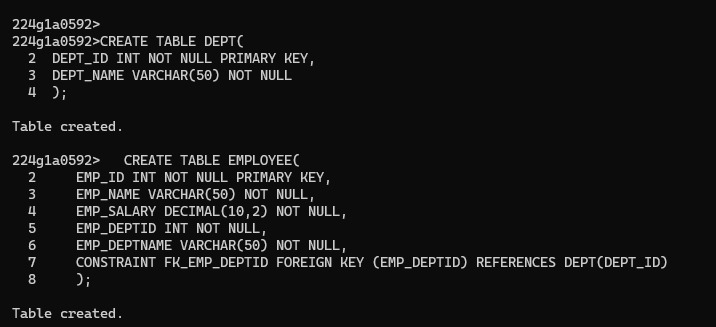 224g1a0592>
224g1a0592>CREATE TABLE DEPT(
2 DEPT_ID INT NOT NULL PRIMARY KEY,
3 DEPT_NAME VARCHAR(50) NOT NULL
4 );
Table created.
224g1a0592> CREATE TABLE EMPLOYEE(
2 EMP_ID INT NOT NULL PRIMARY KEY,
3 EMP_NAME VARCHAR(50) NOT NULL,
4 EMP_SALARY DECIMAL(10,2) NOT NULL,
5 EMP_DEPTID INT NOT NULL,
6 EMP_DEPTNAME VARCHAR(50) NOT NULL,
7 CONSTRAINT FK_EMP_DEPTID FOREIGN KEY (EMP_DEPTID) REFERENCES DEPT(DEPT_ID)
8 );
Table created.